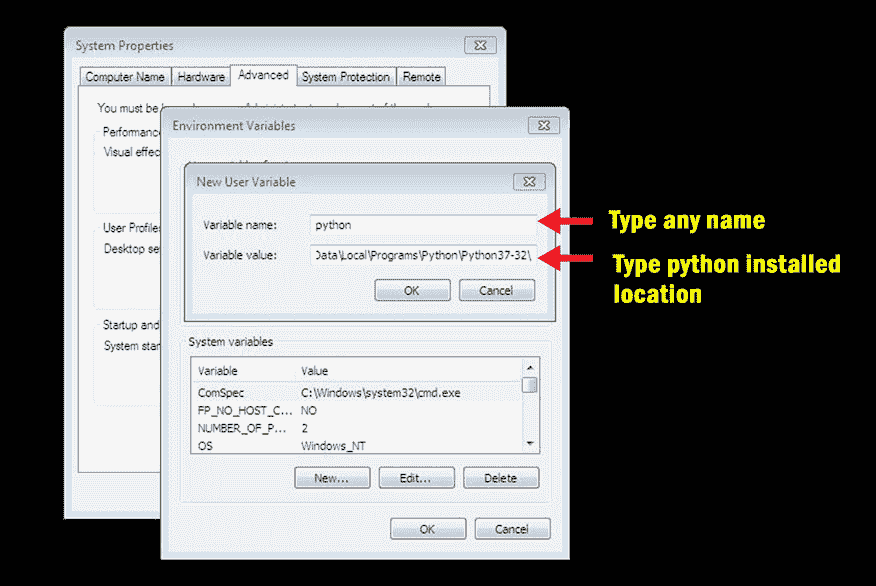 System Properties
Computer Name Hardware Advanced System Protection Remote
You must be
Environment Variables
Performance
Visual effec
New User Variable
Variable name: python
Type any name
User Profiles
Desktop se
Variable value: Data\Local\Programs\Python\Python37-32\
Type python installed
location
OK Cancel
Startup and
System star
System variables
Variable Value
ComSpec C:\Windows\system32\cmd.exe
FP_NO_HOST_C... NO
NUMBER_OF_P... 2
OS Windows_NT
New... Edit... Delete
OK Cancel